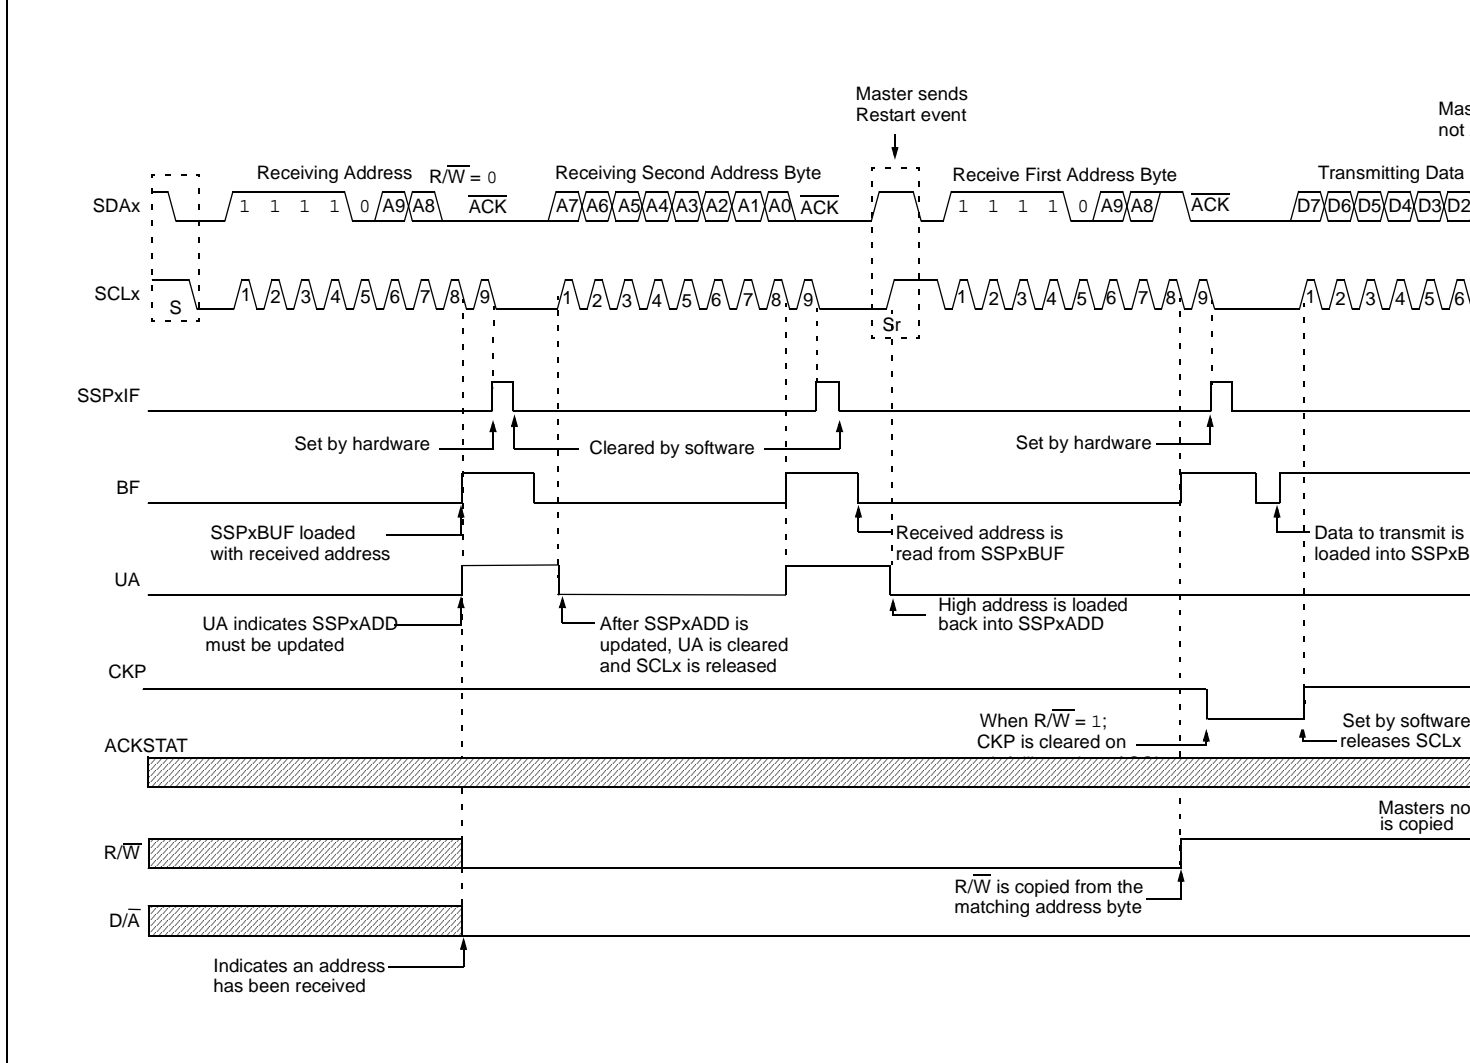 Master sends
Restart event
Mas
not
Receiving Address R/W = 0
Receiving Second Address Byte
Receive First Address Byte
Transmitting Data
SDAx
1 1 1 1 0 A9 A8 ACK
A7 A6 A5 A4 A3 A2 A1 A0 ACK
1 1 1 1 0 A9 A8 ACK
D7 D6 D5 D4 D3 D2
SCLx
S
1 2 3 4 5 6 7 8 9
1 2 3 4 5 6 7 8 9
Sr
1 2 3 4 5 6 7 8 9
1 2 3 4 5 6
SSPxIF
Set by hardware
Cleared by software
Set by hardware
BF
SSPxBUF loaded
with received address
Received address is
read from SSPxBUF
Data to transmit is
loaded into SSPxB
UA
UA indicates SSPxADD
must be updated
After SSPxADD is
updated, UA is cleared
and SCLx is released
High address is loaded
back into SSPxADD
CKP
When R/W = 1;
CKP is cleared on
Set by software
releases SCLx
ACKSTAT
Masters no
is copied
R/W
R/W is copied from the
matching address byte
D/A
Indicates an address
has been received